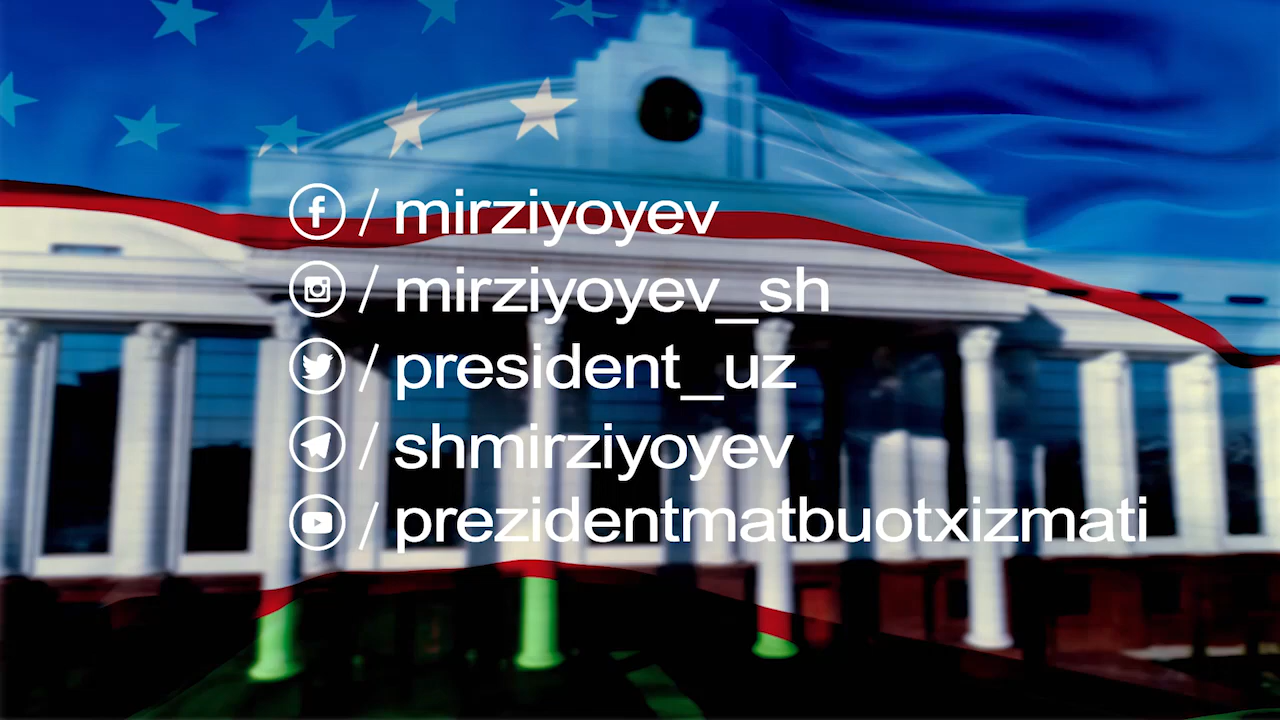 / mirziyoyev
/ mirziyoyev_sh
/ president_uz
/ shmirziyoyev
/ prezidentmatbuotxizmati